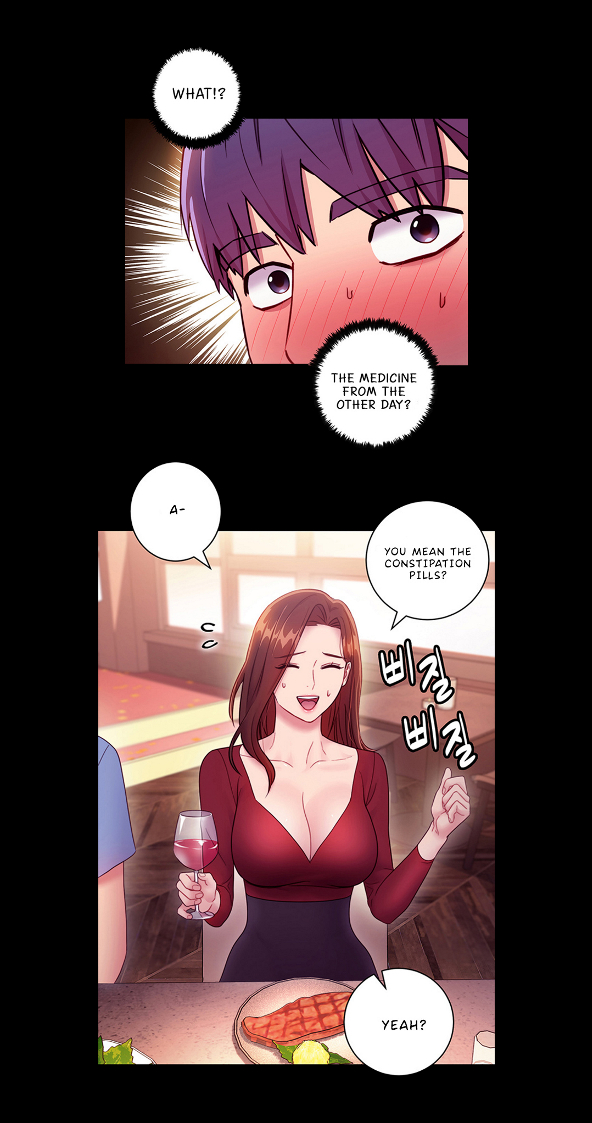 WHAT!?
THE MEDICINE
FROM THE
OTHER DAY?
A-
YOU MEAN THE
CONSTIPATION
PILLS?
삐질
삐질
YEAH?